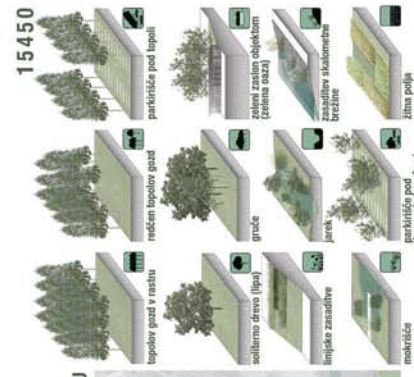 15450
topolov gozd v rastru
redčen topolov gozd
parkirišče pod topoli
soliterno drevo (lipa)
gruče
zeleni zaslon objektom
(zelena oaza)
linijske zasaditve
jarek
zasaditev skalometne
brežine
mokrišče
parkirišče pod
žitna polja